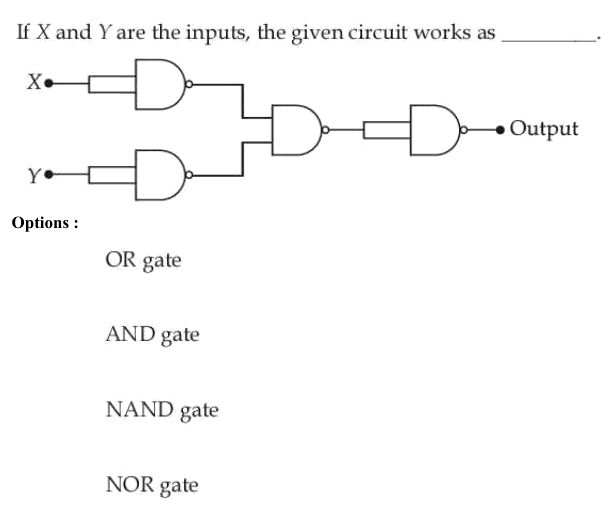 If X and Y are the inputs, the given circuit works as __________.
X
Output
Y
Options :
OR gate
AND gate
NAND gate
NOR gate